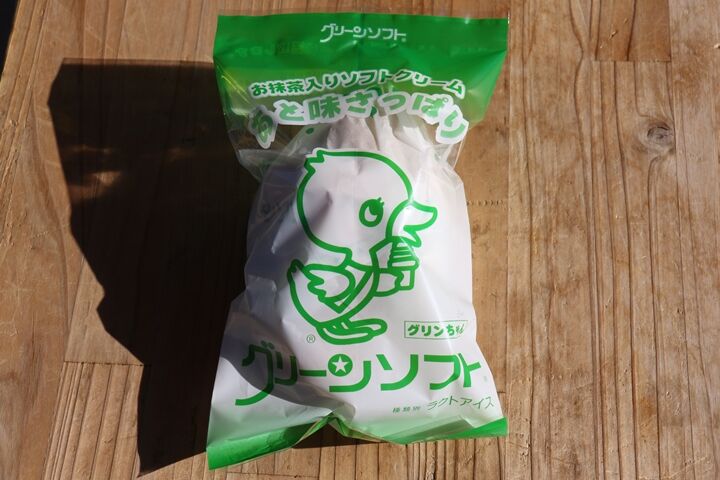 グリーンソフト
お抹茶入りソフトクリーム
あと味さっぱり
グリンちゃん
®
グリーンソフト
種類別 ラクトアイス